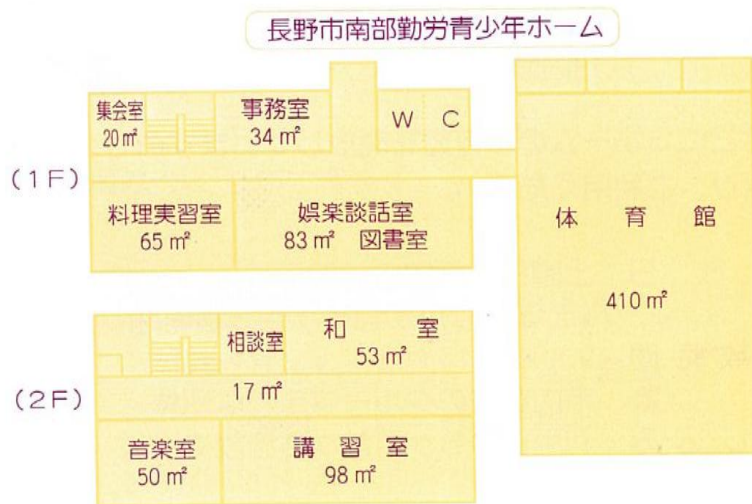 長野市南部勤労青少年ホーム
(1F)
集会室
20㎡
事務室
34㎡
W C
料理実習室
65㎡
娯楽談話室
83㎡ 図書室
体育館
410㎡
(2F)
相談室
17㎡
和室
53㎡
音楽室
50㎡
講習室
98㎡